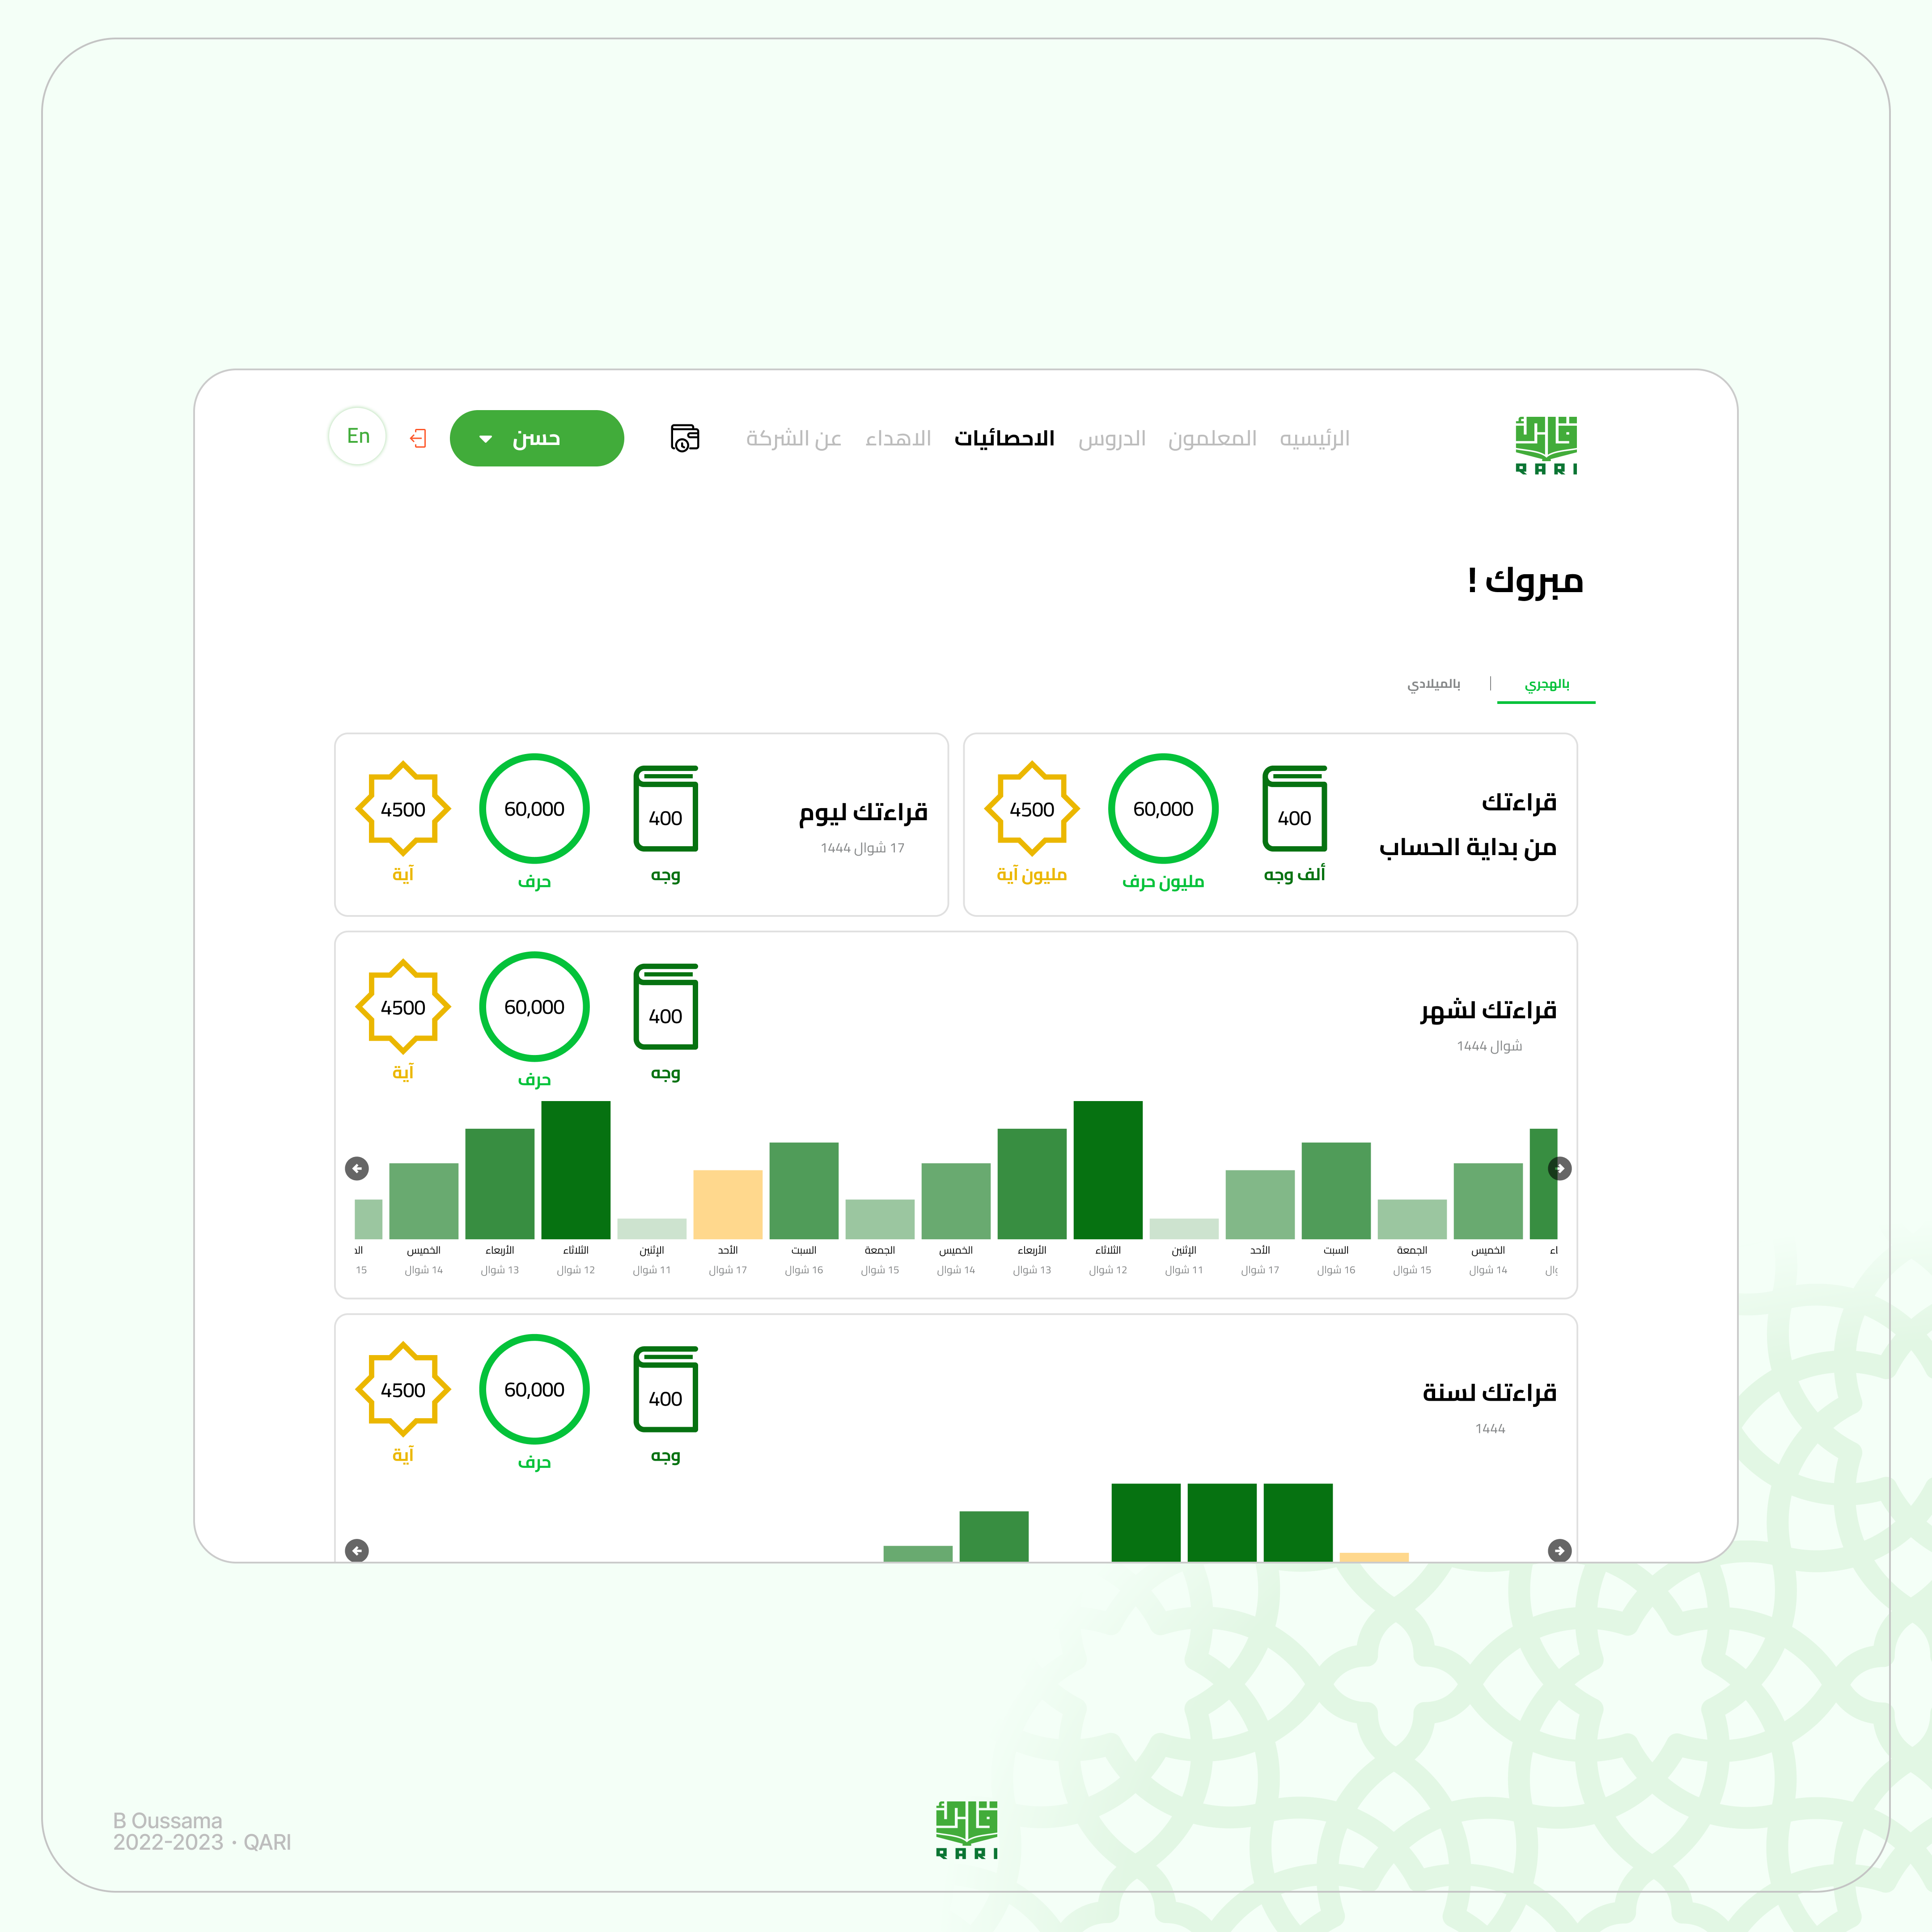 قارئ
QARI
الرئيسيه
المعلمون
الدروس
الاحصائيات
الاهداء
عن الشركة
حسن
En
مبروك !
بالهجري | بالميلادي
قراءتك
من بداية الحساب
400
ألف وجه
60,000
مليون حرف
4500
مليون آية
قراءتك ليوم
17 شوال 1444
400
وجه
60,000
حرف
4500
آية
قراءتك لشهر
شوال 1444
400
وجه
60,000
حرف
4500
آية
الخميس
14 شوال
الجمعة
15 شوال
السبت
16 شوال
الأحد
17 شوال
الإثنين
11 شوال
الثلاثاء
12 شوال
الأربعاء
13 شوال
الخميس
14 شوال
الجمعة
15 شوال
السبت
16 شوال
الأحد
17 شوال
الإثنين
11 شوال
الثلاثاء
12 شوال
الأربعاء
13 شوال
الخميس
14 شوال
15
قراءتك لسنة
1444
400
وجه
60,000
حرف
4500
آية
B Oussama
2022-2023 • QARI
قارئ
QARI